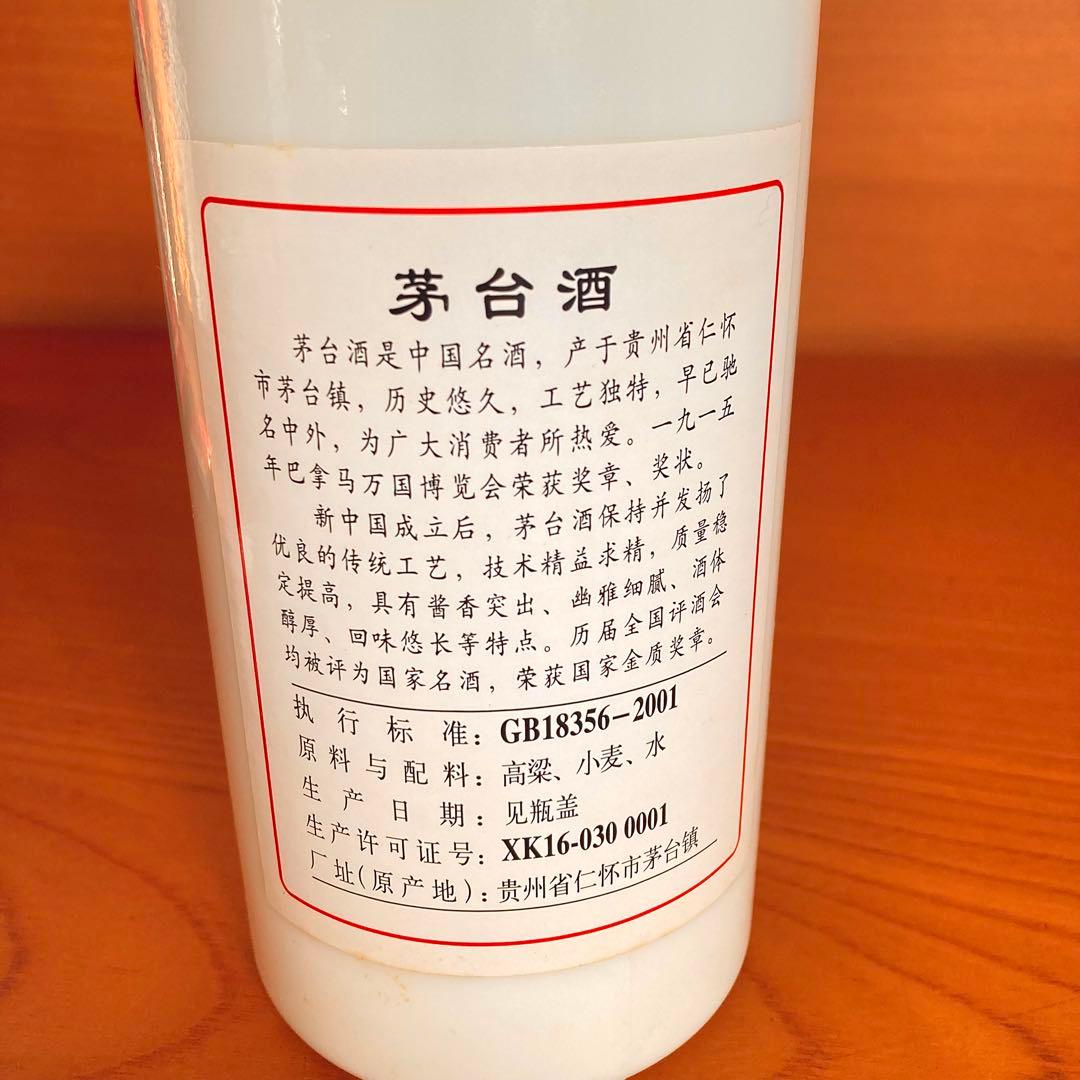 茅台酒
茅台酒是中国名酒，产于贵州省仁怀
市茅台镇，历史悠久，工艺独特，早已驰
名中外，为广大消费者所热爱。一九一五
年巴拿马万国博览会荣获奖章、奖状。
新中国成立后，茅台酒保持并发扬了
优良的传统工艺，技术精益求精，质量稳
定提高，具有酱香突出、幽雅细腻、酒体
醇厚、回味悠长等特点。历届全国评酒会
均被评为国家名酒，荣获国家金质奖章。
执行标准：GB18356-2001
原料与配料：高粱、小麦、水
生产日期：见瓶盖
生产许可证号：XK16-030 0001
厂址(原产地)：贵州省仁怀市茅台镇